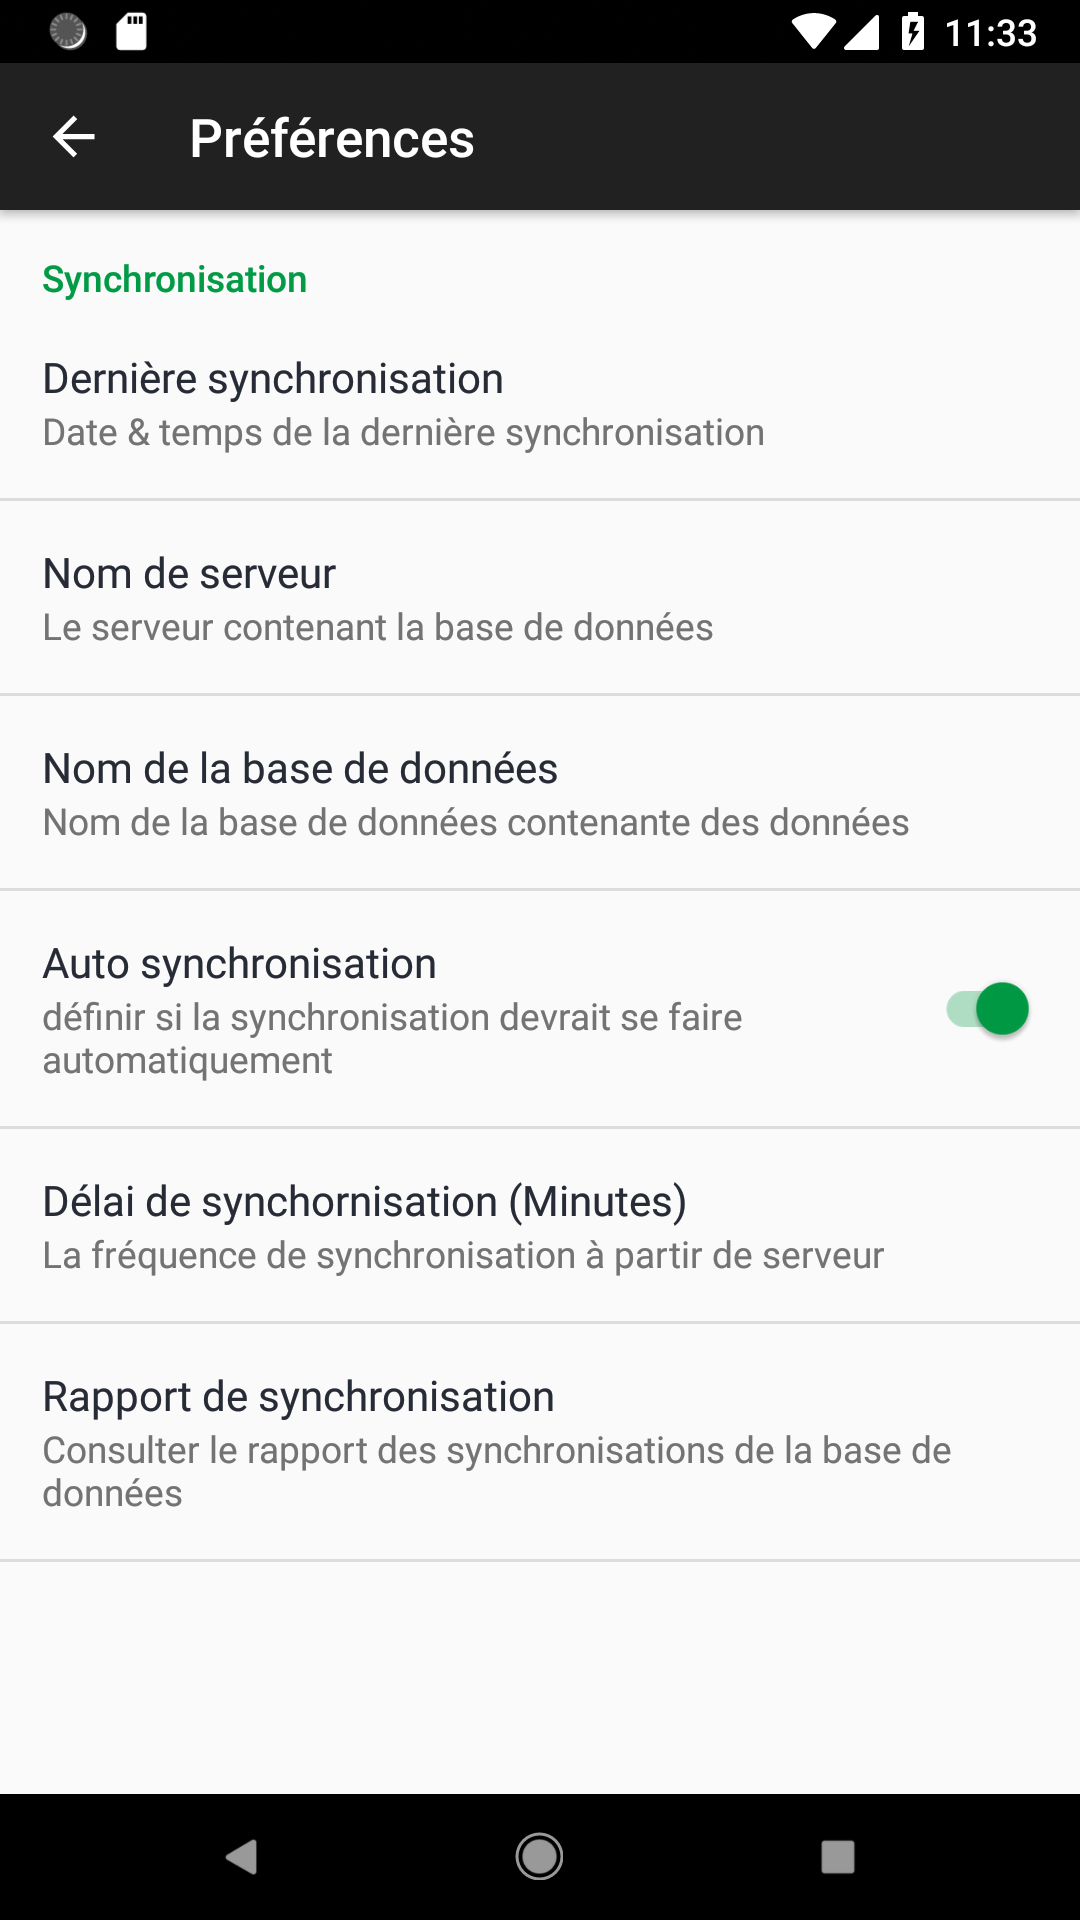 11:33
Préférences
Synchronisation
Dernière synchronisation
Date & temps de la dernière synchronisation
Nom de serveur
Le serveur contenant la base de données
Nom de la base de données
Nom de la base de données contenante des données
Auto synchronisation
définir si la synchronisation devrait se faire
automatiquement
Délai de synchornisation (Minutes)
La fréquence de synchronisation à partir de serveur
Rapport de synchronisation
Consulter le rapport des synchronisations de la base de
données